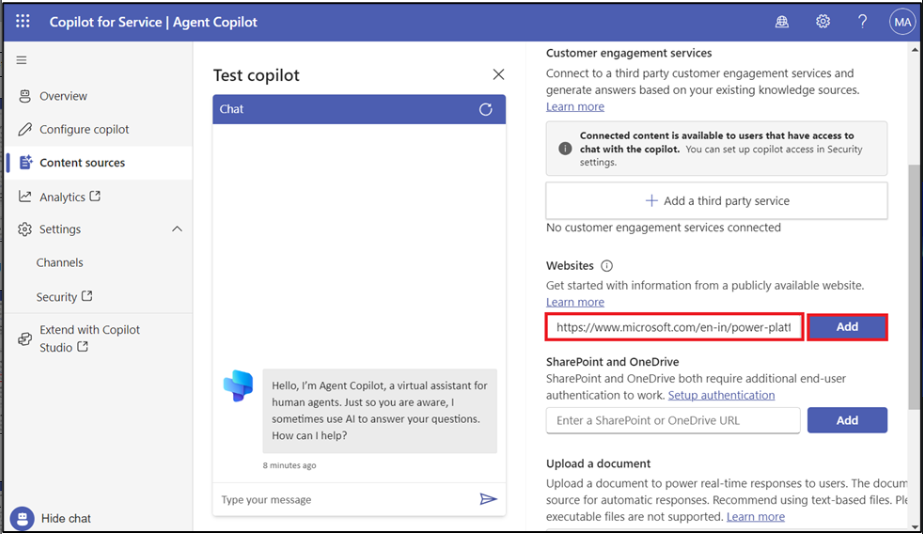 Copilot for Service | Agent Copilot
MA
Overview
Configure copilot
Content sources
Analytics
Settings
Channels
Security
Extend with Copilot
Studio
Hide chat
Test copilot
Chat
Hello, I'm Agent Copilot, a virtual assistant for
human agents. Just so you are aware, I
sometimes use AI to answer your questions.
How can I help?
8 minutes ago
Type your message
Customer engagement services
Connect to a third party customer engagement services and
generate answers based on your existing knowledge sources.
Learn more
Connected content is available to users that have access to
chat with the copilot. You can set up copilot access in Security
settings.
Add a third party service
No customer engagement services connected
Websites
Get started with information from a publicly available website.
Learn more
https://www.microsoft.com/en-in/power-platf
Add
SharePoint and OneDrive
SharePoint and OneDrive both require additional end-user
authentication to work. Setup authentication
Enter a SharePoint or OneDrive URL
Add
Upload a document
Upload a document to power real-time responses to users. The docum
source for automatic responses. Recommend using text-based files. Ple
executable files are not supported. Learn more